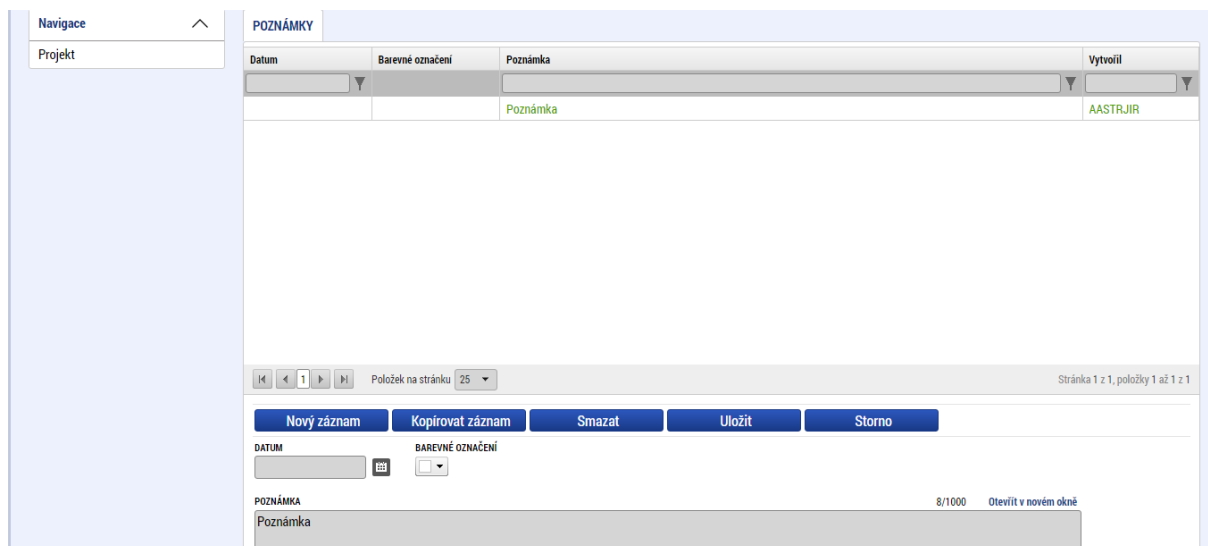 Navigace
Projekt
POZNÁMKY
Datum Barevné označení Poznámka Vytvořil
Poznámka AASTRJIR
1 Položek na stránku 25 Stránka 1 z 1, položky 1 až 1 z 1
Nový záznam Kopírovat záznam Smazat Uložit Storno
DATUM BAREVNÉ OZNAČENÍ
POZNÁMKA 8/1000 Otevřít v novém okně
Poznámka